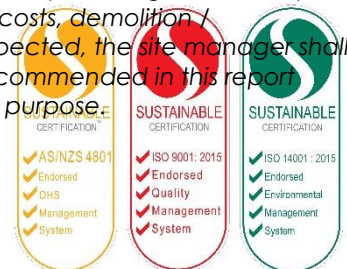 costs, demolition /
pected, the site manager shall
commended in this report
purpose.
SUSTAINABLE
CERTIFICATION™
AS/NZS 4801
Endorsed
OHS
Management
System
SUSTAINABLE
CERTIFICATION
ISO 9001: 2015
Endorsed
Quality
Management
System
SUSTAINABLE
CERTIFICATION
ISO 14001 : 2015
Endorsed
Environmental
Management
System